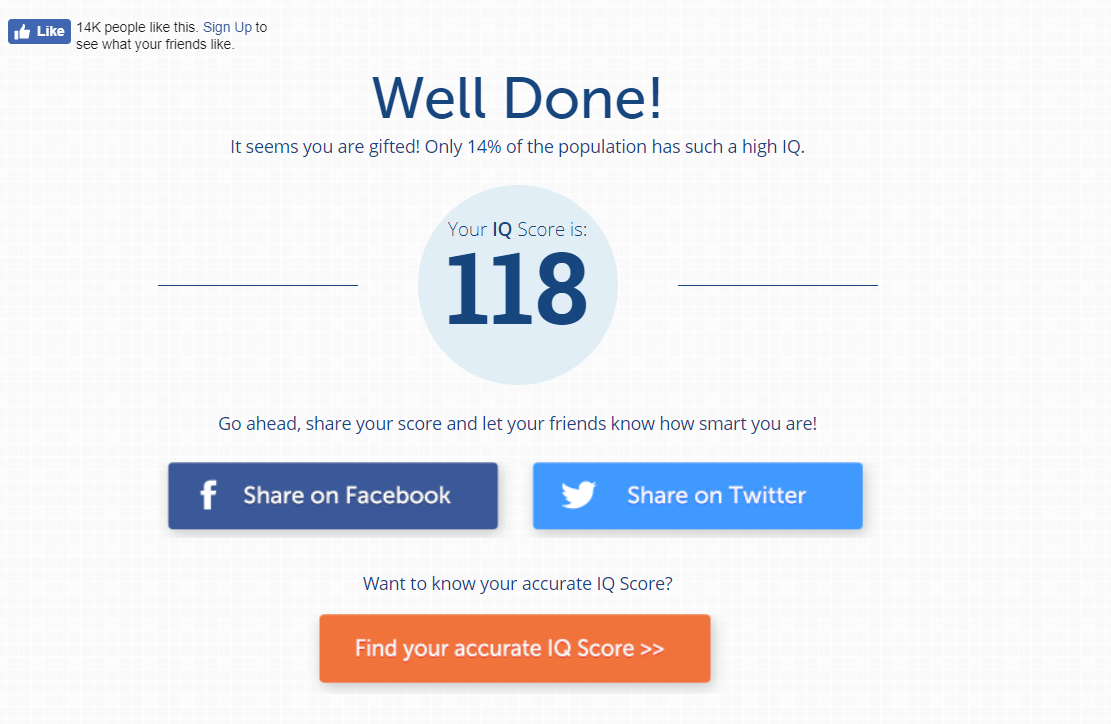 Like
14K people like this. Sign Up to
see what your friends like.
Well Done!
It seems you are gifted! Only 14% of the population has such a high IQ.
Your IQ Score is:
118
Go ahead, share your score and let your friends know how smart you are!
Share on Facebook
Share on Twitter
Want to know your accurate IQ Score?
Find your accurate IQ Score >>